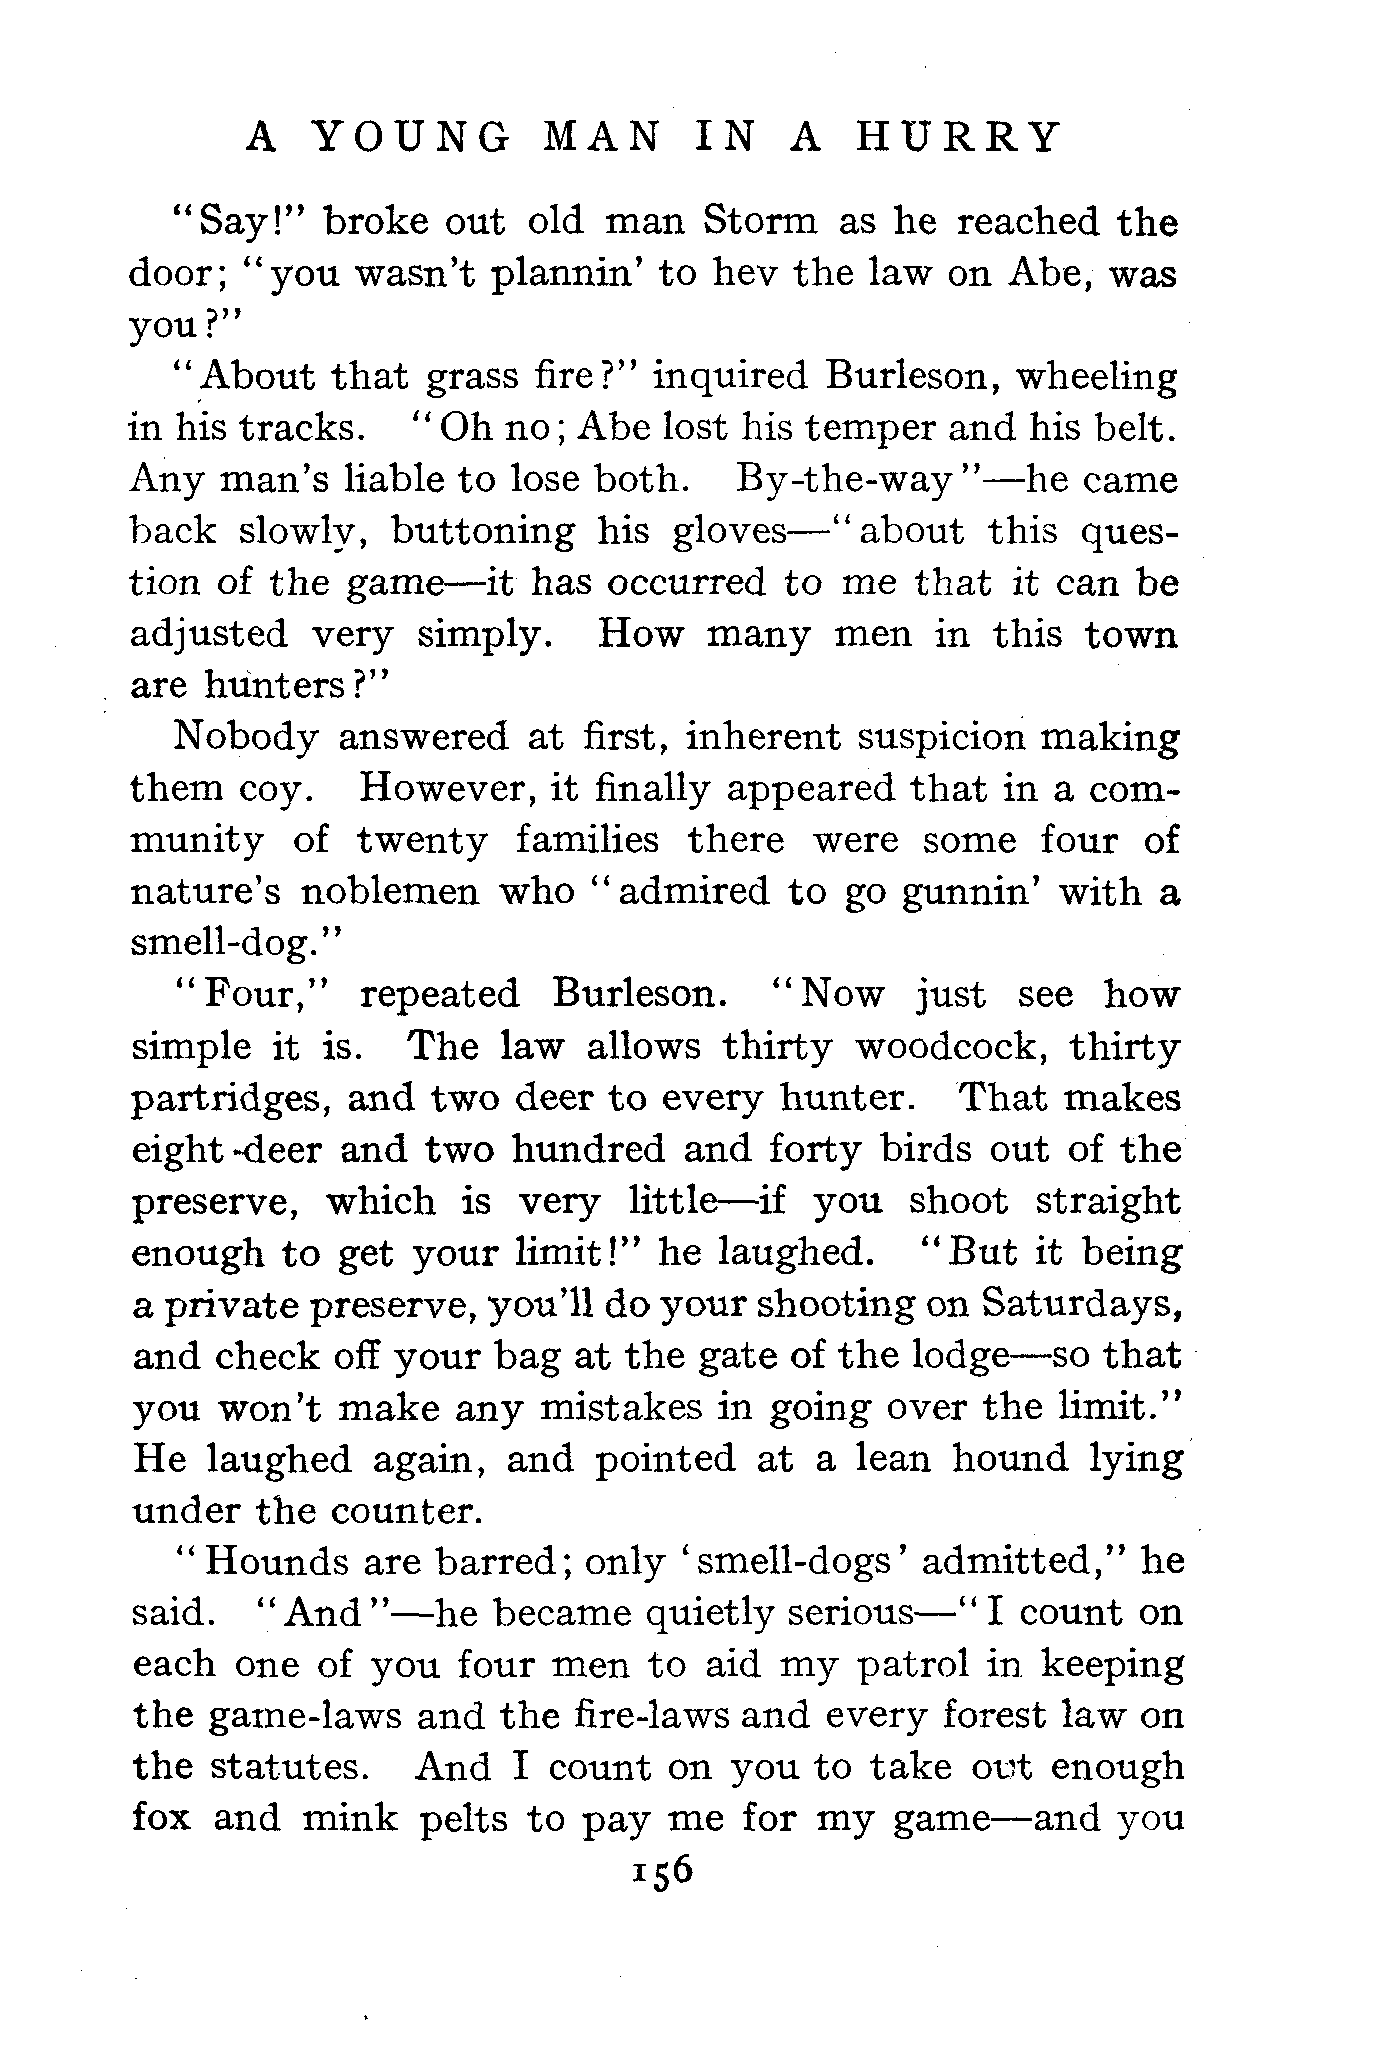 A YOUNG MAN IN A HURRY
"Say!" broke out old man Storm as he reached the
door; "you wasn't plannin' to hev the law on Abe, was
you?"
"About that grass fire?" inquired Burleson, wheeling
in his tracks. "Oh no; Abe lost his temper and his belt.
Any man's liable to lose both. By-the-way"—he came
back slowly, buttoning his gloves—"about this ques-
tion of the game—it has occurred to me that it can be
adjusted very simply. How many men in this town
are hunters?"
Nobody answered at first, inherent suspicion making
them coy. However, it finally appeared that in a com-
munity of twenty families there were some four of
nature's noblemen who "admired to go gunnin' with a
smell-dog."
"Four," repeated Burleson. "Now just see how
simple it is. The law allows thirty woodcock, thirty
partridges, and two deer to every hunter. That makes
eight deer and two hundred and forty birds out of the
preserve, which is very little—if you shoot straight
enough to get your limit!" he laughed. "But it being
a private preserve, you'll do your shooting on Saturdays,
and check off your bag at the gate of the lodge—so that
you won't make any mistakes in going over the limit."
He laughed again, and pointed at a lean hound lying
under the counter.
"Hounds are barred; only 'smell-dogs' admitted," he
said. "And"—he became quietly serious—"I count on
each one of you four men to aid my patrol in keeping
the game-laws and the fire-laws and every forest law on
the statutes. And I count on you to take out enough
fox and mink pelts to pay me for my game—and you
156